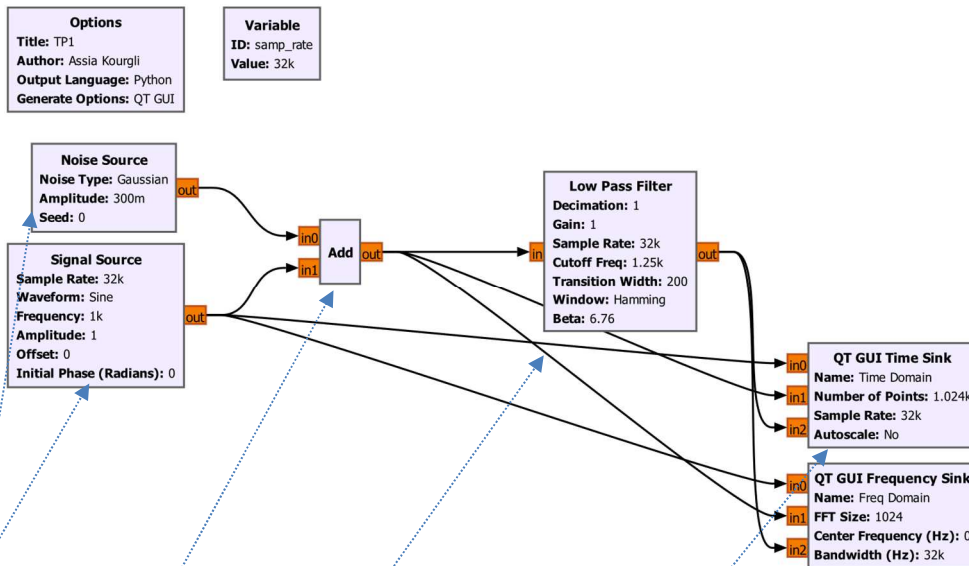 Options
Title: TP1
Author: Assia Kourgli
Output Language: Python
Generate Options: QT GUI
Variable
ID: samp_rate
Value: 32k
Noise Source
Noise Type: Gaussian
Amplitude: 300m
Seed: 0
out
Signal Source
Sample Rate: 32k
Waveform: Sine
Frequency: 1k
Amplitude: 1
Offset: 0
Initial Phase (Radians): 0
out
in0
in1
Add
out
Low Pass Filter
Decimation: 1
Gain: 1
Sample Rate: 32k
Cutoff Freq: 1.25k
Transition Width: 200
Window: Hamming
Beta: 6.76
in
out
QT GUI Time Sink
Name: Time Domain
Number of Points: 1.024k
Sample Rate: 32k
Autoscale: No
in0
in1
in2
QT GUI Frequency Sink
Name: Freq Domain
FFT Size: 1024
Center Frequency (Hz): 0
Bandwidth (Hz): 32k
in0
in1
in2